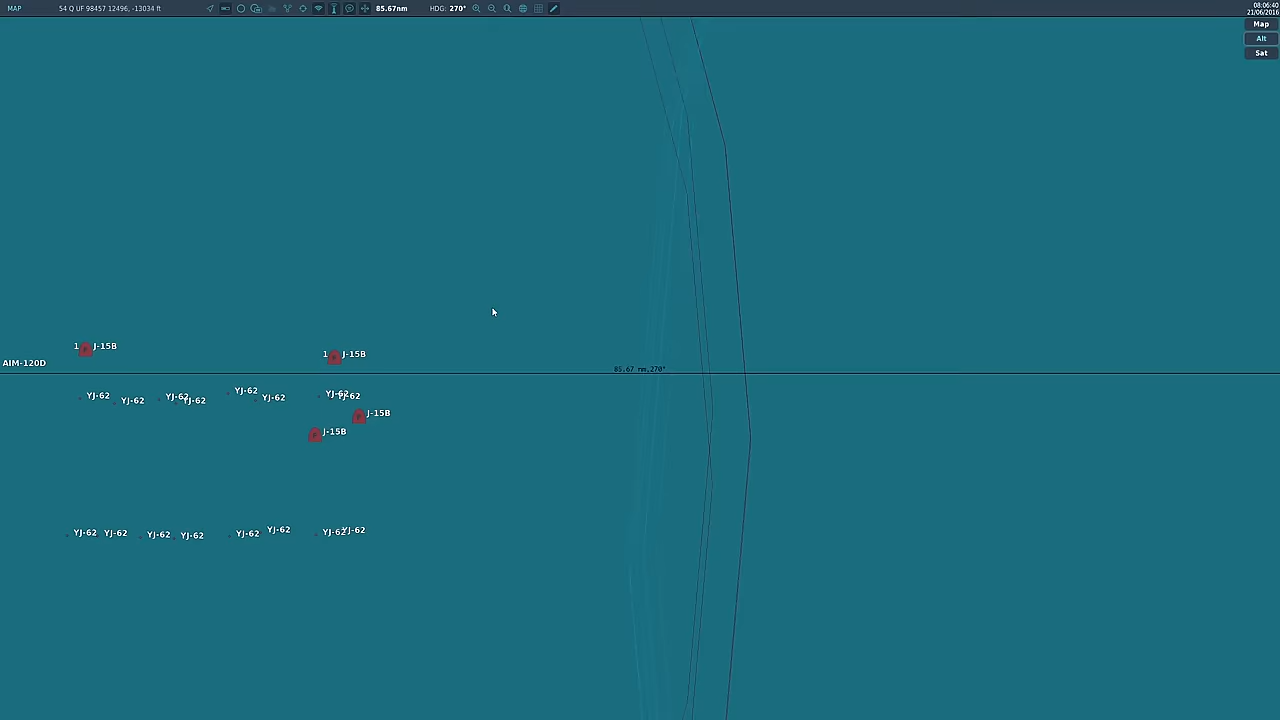 MAP 54 Q UF 98457 12496, -13034 ft 85.67nm HDG: 270° 08:06:40
21/06/2016
Map
Alt
Sat
1 J-15B
1 J-15B
AIM-120D
85.67 nm,270°
YJ-62 YJ-62 YJ-62 YJ-62 YJ-62 YJ-62 YJ-62 YJ-62
J-15B
J-15B
YJ-62 YJ-62 YJ-62 YJ-62 YJ-62 YJ-62 YJ-62 YJ-62